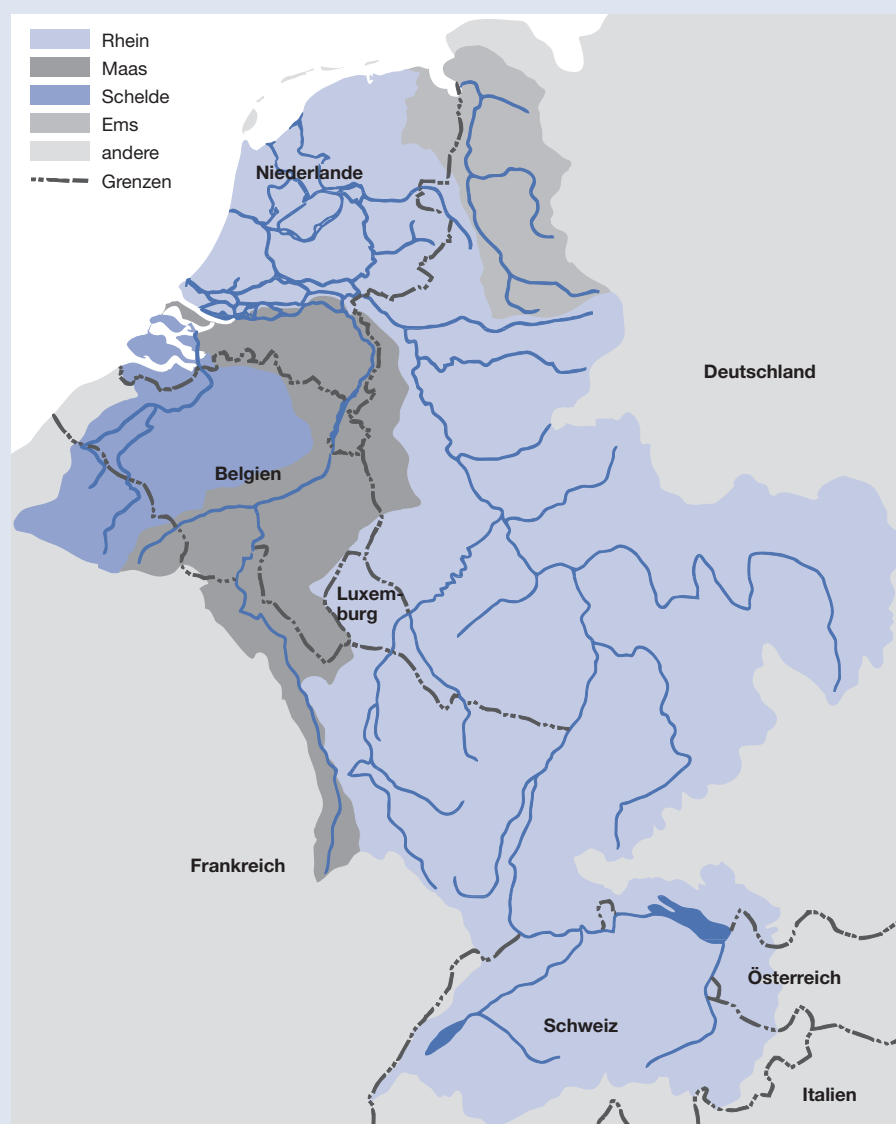 Rhein
Maas
Schelde
Ems
andere
Grenzen
Niederlande
Deutschland
Belgien
Luxem-
burg
Frankreich
Österreich
Schweiz
Italien